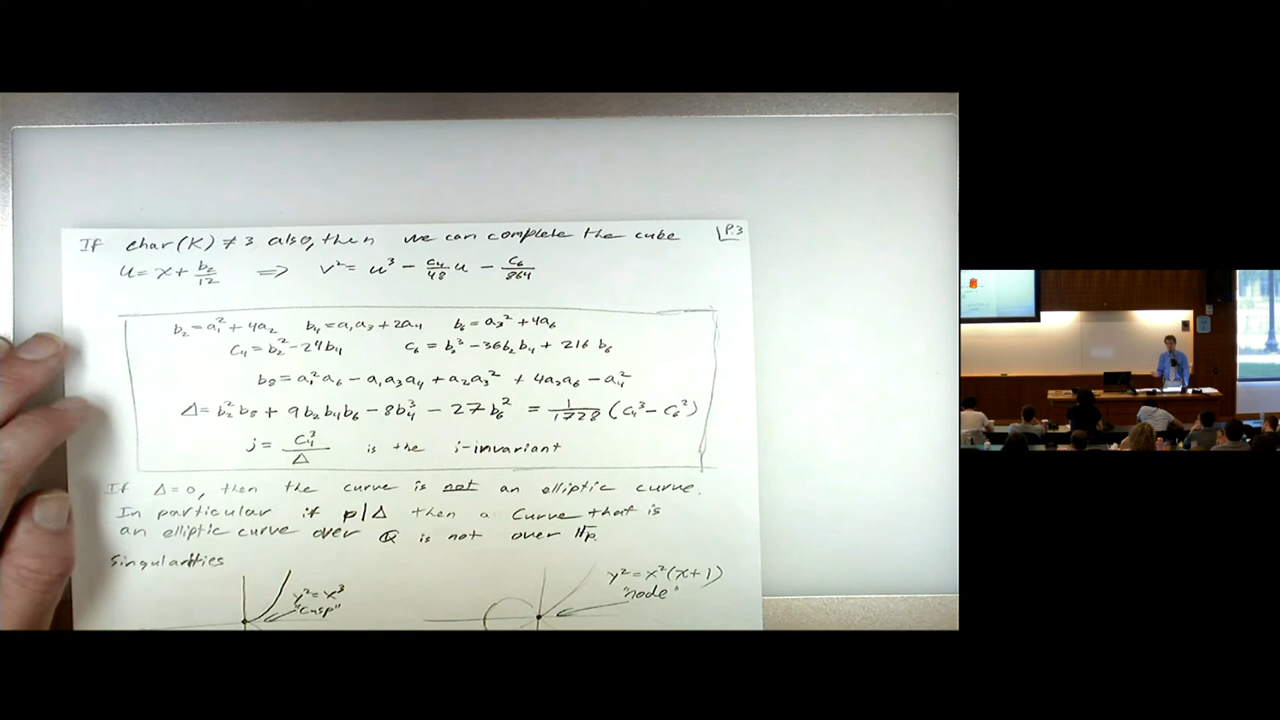 If char(K) ≠ 3 also, then we can complete the cube
P.3
u = x + b₂/12 ⇒ v² = u³ − c₄/48 u − c₆/864
b₂ = a₁² + 4a₂ b₄ = a₁a₃ + 2a₄ b₆ = a₃² + 4a₆
c₄ = b₂² − 24b₄ c₆ = b₂³ − 36b₂b₄ + 216 b₆
b₈ = a₁²a₆ − a₁a₃a₄ + a₂a₃² + 4a₂a₆ − a₄²
Δ = b₂²b₈ + 9b₂b₄b₆ − 8b₄³ − 27b₆² = 1/1728 (c₄³ − c₆²)
j = c₄³/Δ is the j-invariant
If Δ=0, then the curve is not an elliptic curve.
In particular if p|Δ then a curve that is
an elliptic curve over Q is not over Fp.
Singularities
y² = x³
"cusp"
y² = x²(x+1)
"node"